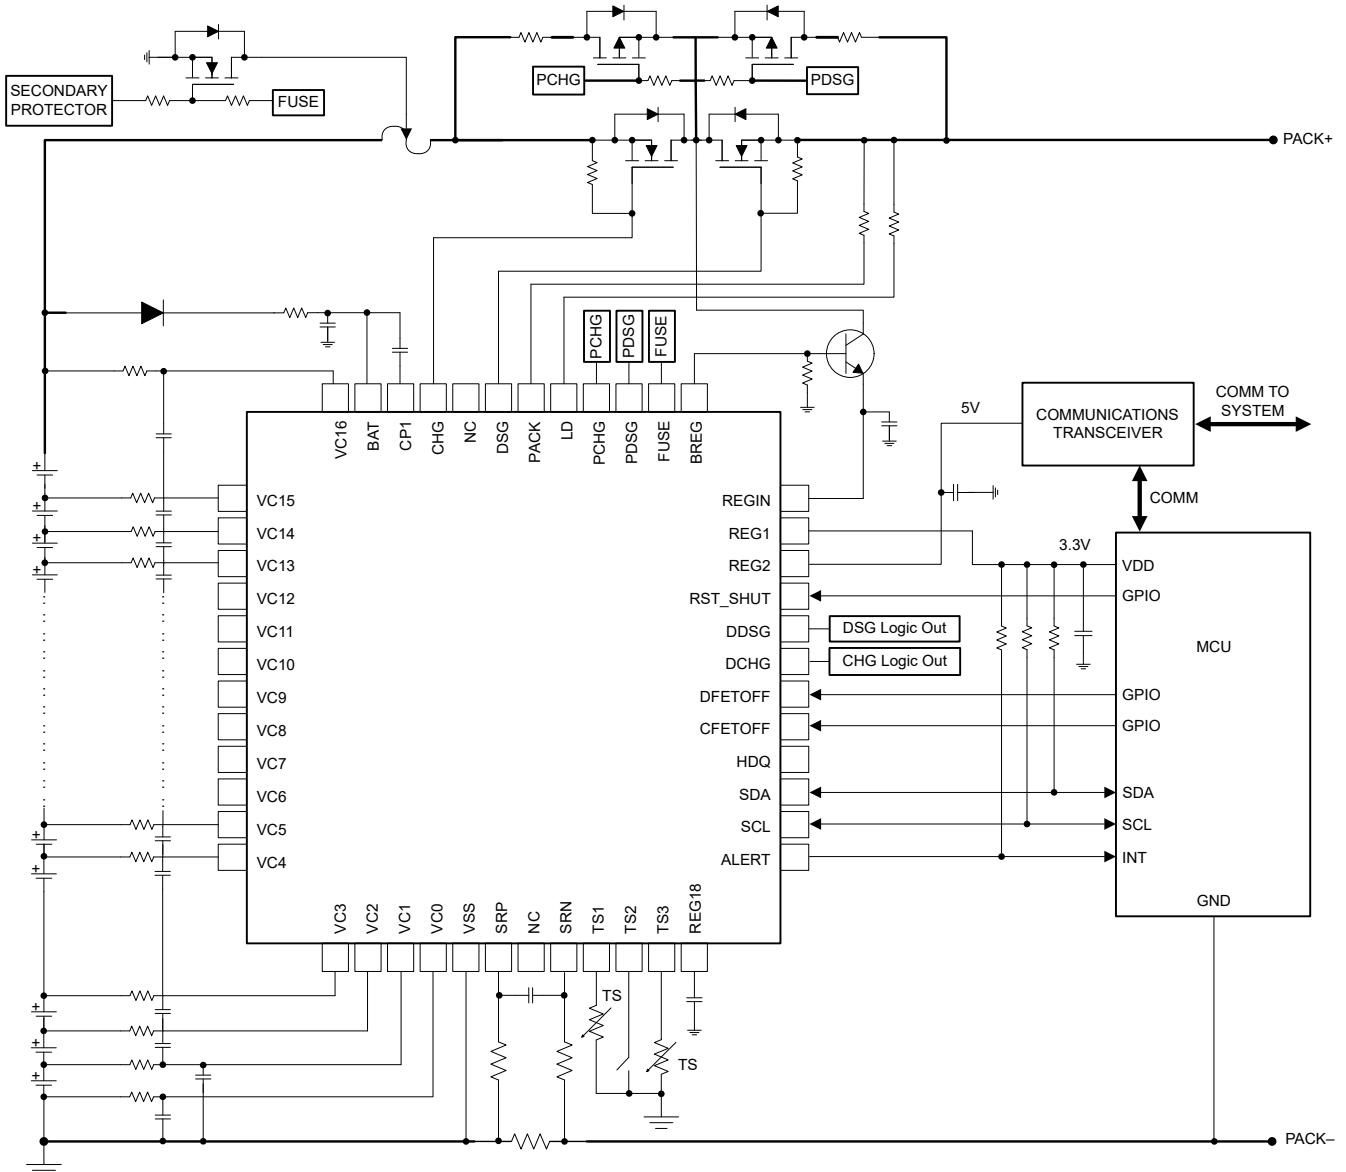 PCHG
PDSG
SECONDARY
PROTECTOR
FUSE
PACK+
PCHG
PDSG
FUSE
5V
COMMUNICATIONS
TRANSCEIVER
COMM TO
SYSTEM
COMM
VC16
BAT
CP1
CHG
NC
DSG
PACK
LD
PCHG
PDSG
FUSE
BREG
VC15
VC14
VC13
VC12
VC11
VC10
VC9
VC8
VC7
VC6
VC5
VC4
REGIN
REG1
REG2
RST_SHUT
DDSG
DCHG
DFETOFF
CFETOFF
HDQ
SDA
SCL
ALERT
DSG Logic Out
CHG Logic Out
3.3V
VDD
GPIO
MCU
GPIO
GPIO
SDA
SCL
INT
GND
VC3
VC2
VC1
VC0
VSS
SRP
NC
SRN
TS1
TS2
TS3
REG18
TS
TS
+
+
+
+
+
+
+
+
+
PACK–